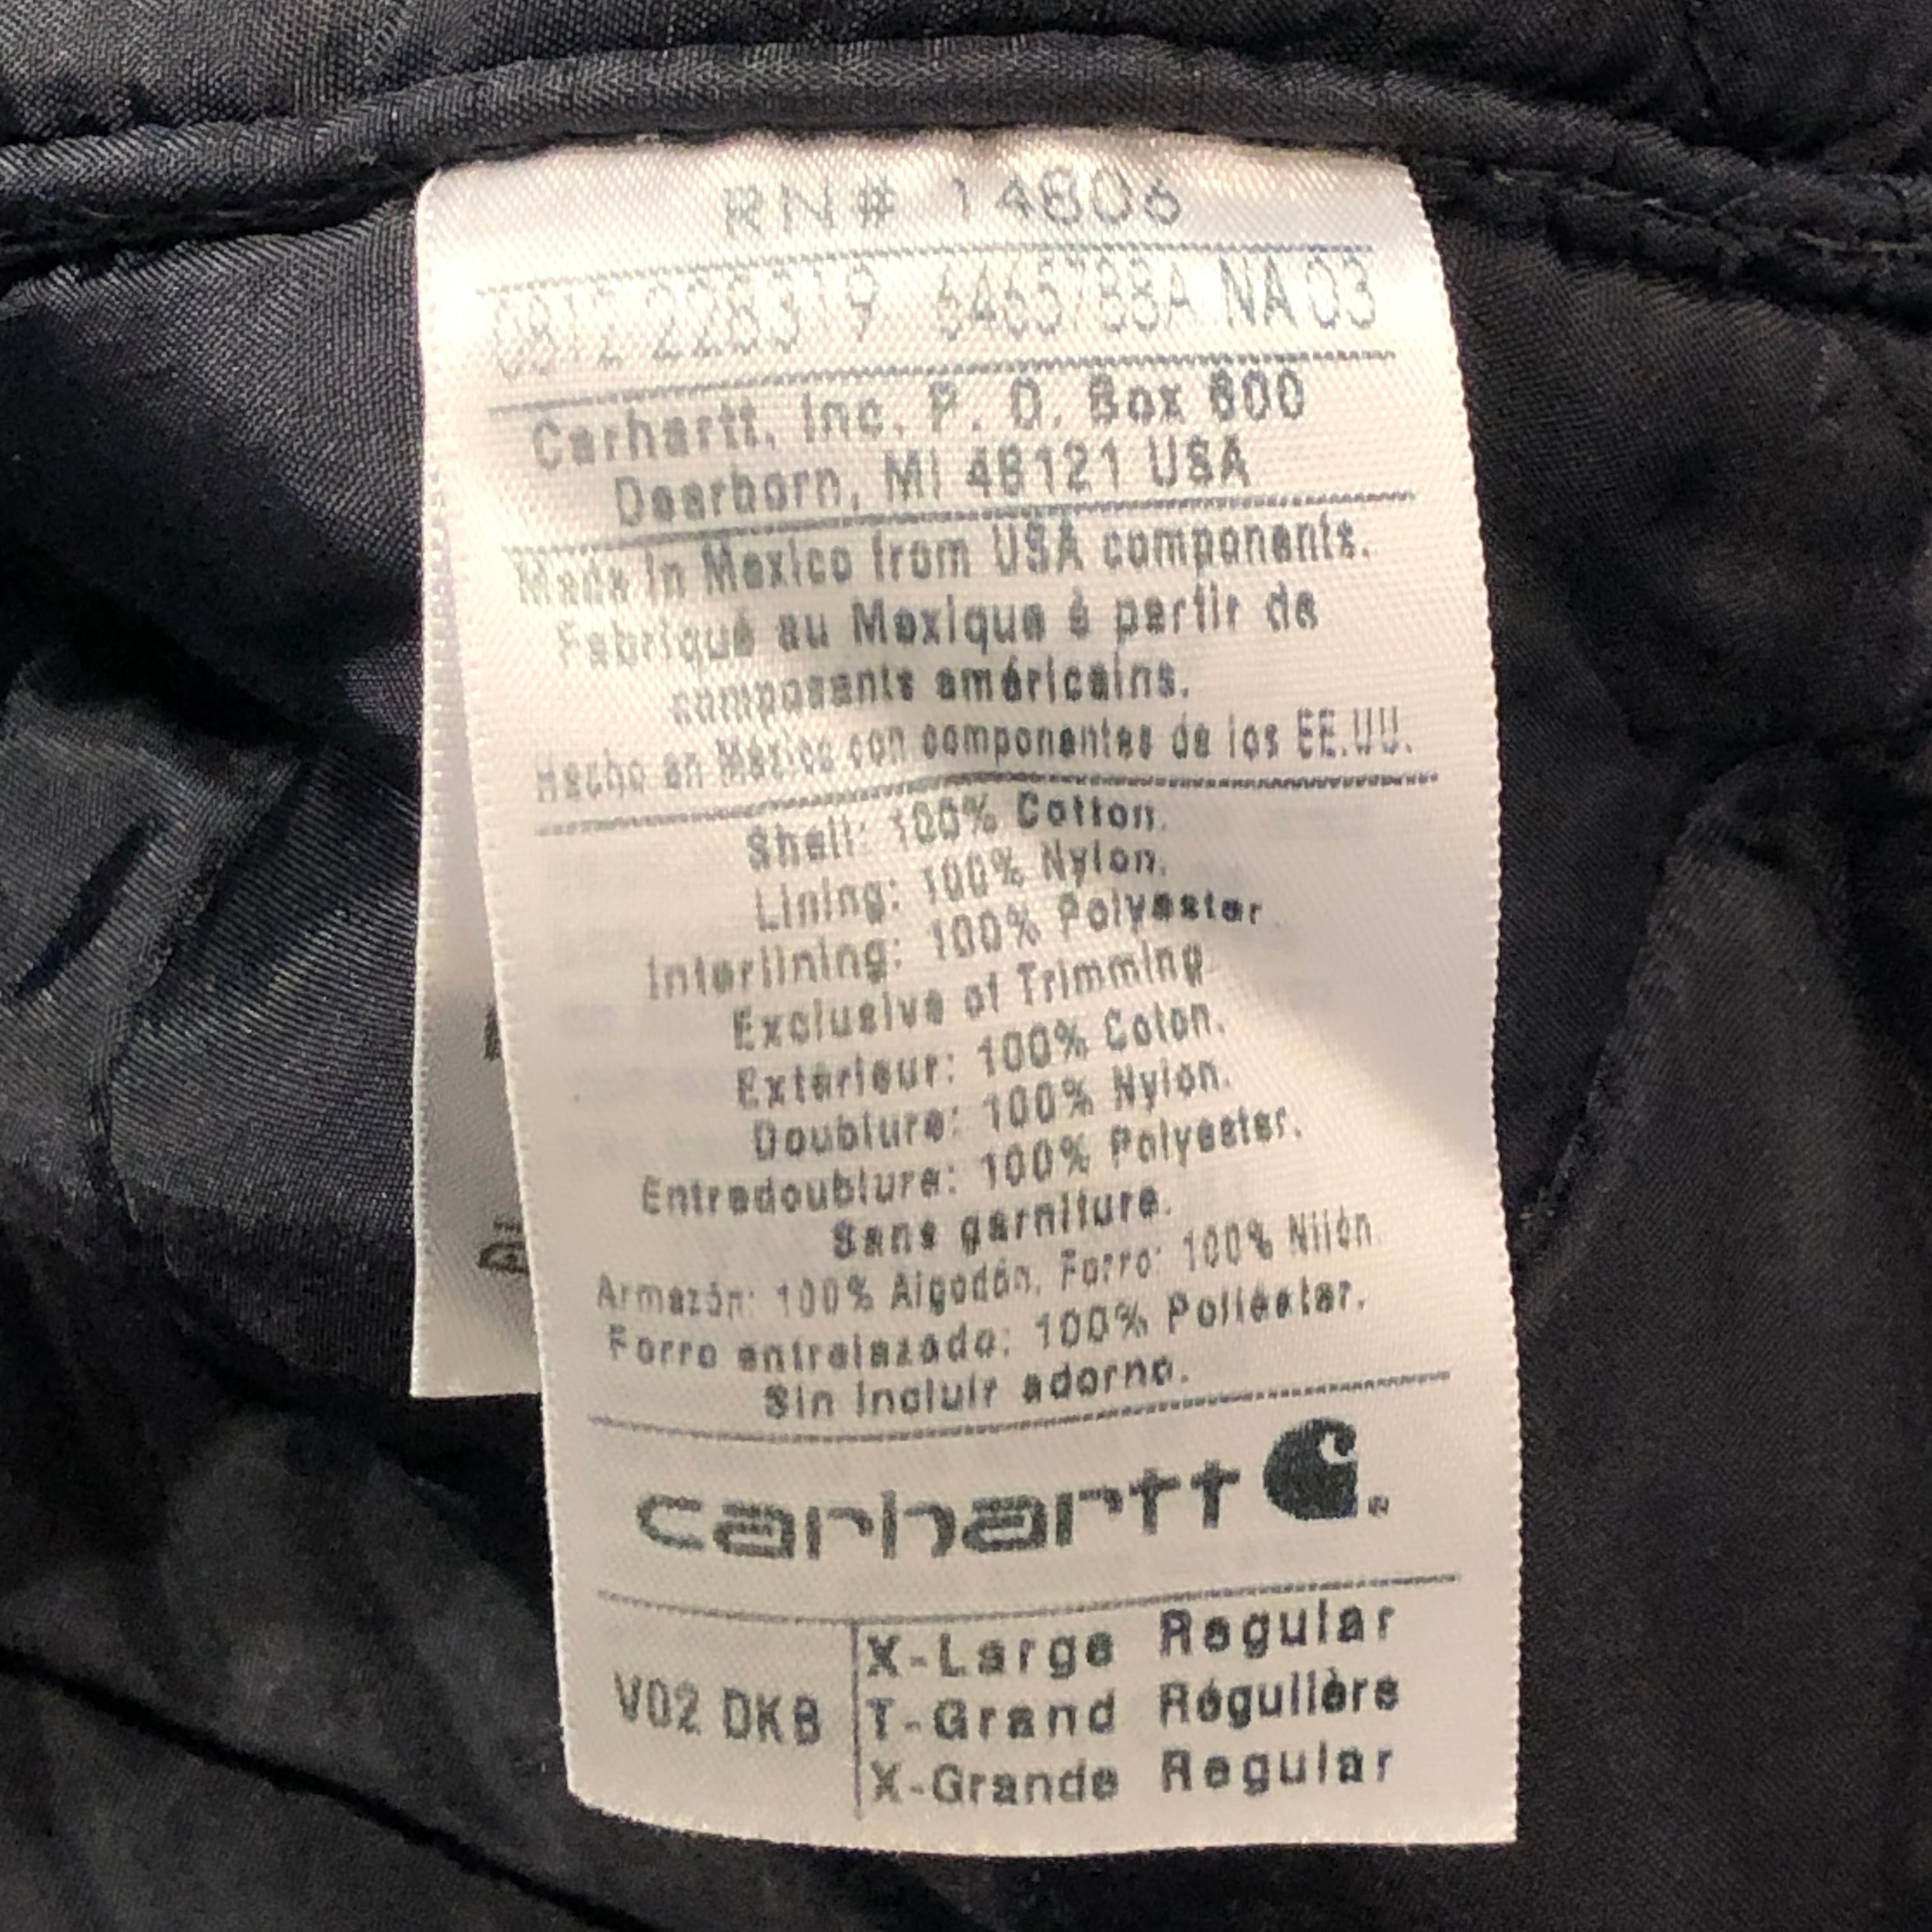 RN# 14806
0812 228319 646578BA NA 03
Carhartt, Inc. P. O. Box 600
Dearborn, MI 48121 USA
Made in Mexico from USA components.
Fabriqué au Mexique à partir de
composants américains.
Hecho en México con componentes de los EE.UU.
Shell: 100% Cotton.
Lining: 100% Nylon.
Interlining: 100% Polyester
Exclusive of Trimming
Extérieur: 100% Coton.
Doublure: 100% Nylon.
Entredoublure: 100% Polyester.
Sans garniture.
Armazón: 100% Algodón, Forro: 100% Nilón
Forro entrelazado: 100% Poliéster.
Sin incluir adorno.
carhartt
V02 DKB
X-Large Regular
T-Grand Régulière
X-Grande Regular